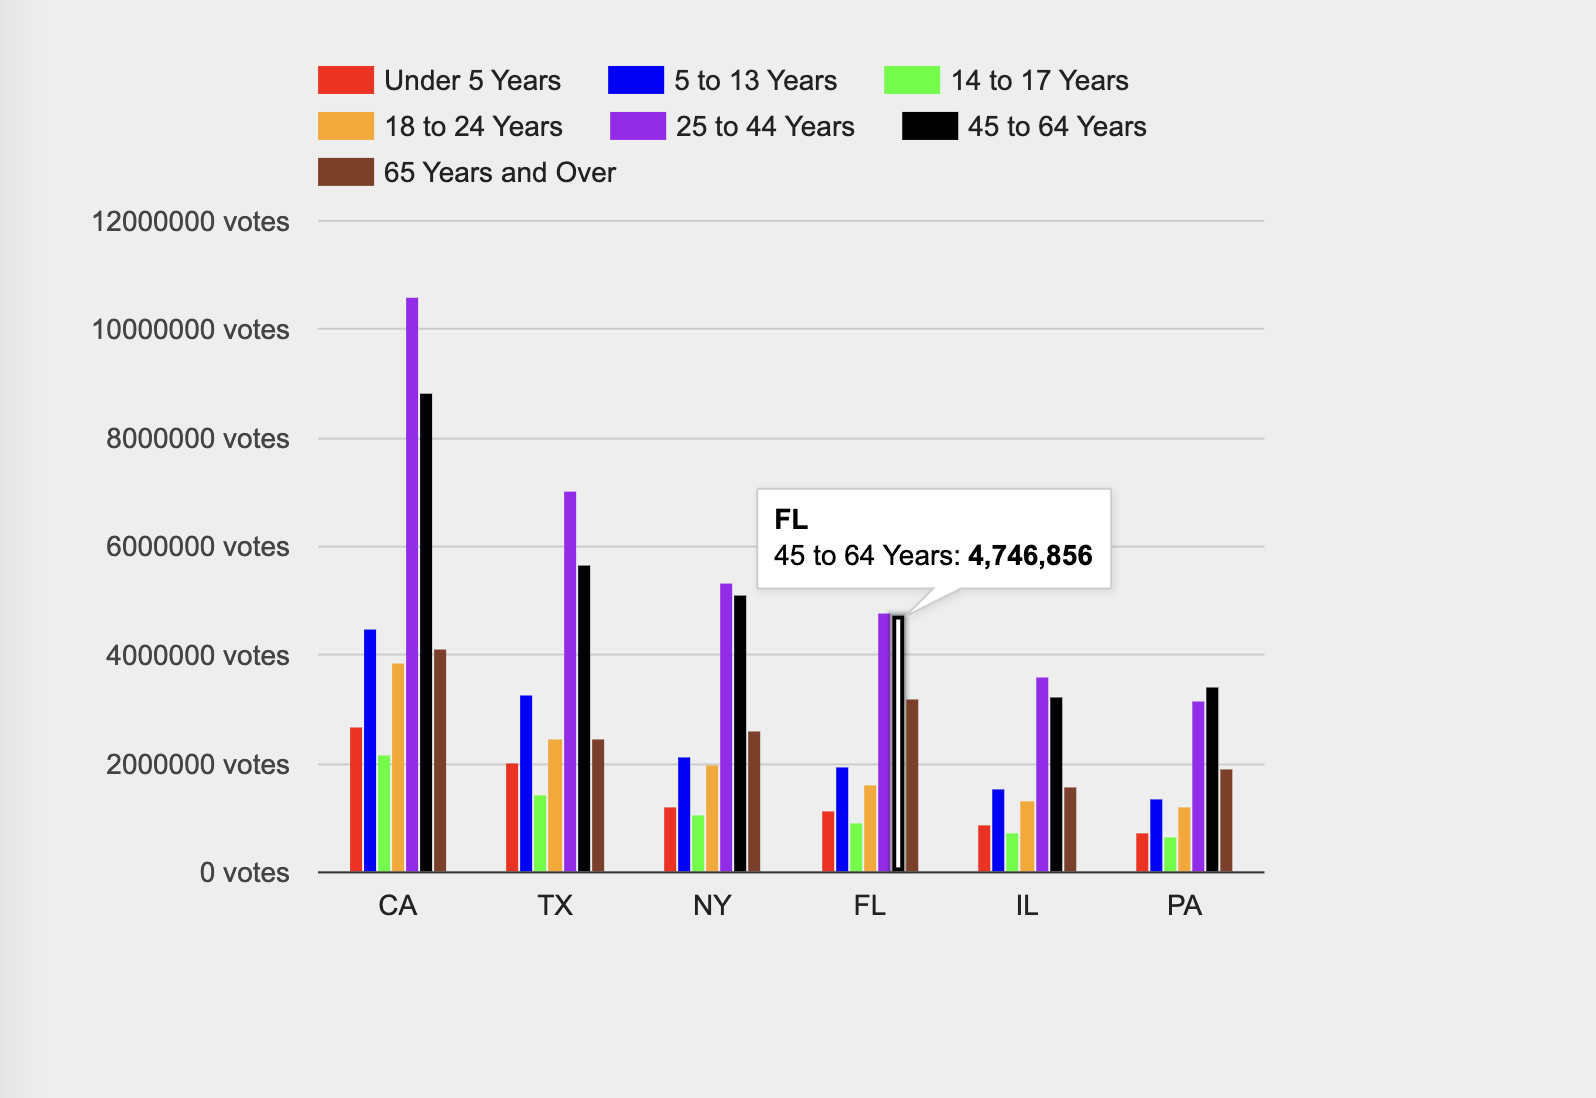 Under 5 Years 5 to 13 Years 14 to 17 Years
18 to 24 Years 25 to 44 Years 45 to 64 Years
65 Years and Over
12000000 votes
10000000 votes
8000000 votes
6000000 votes
4000000 votes
2000000 votes
0 votes
FL
45 to 64 Years: 4,746,856
CA TX NY FL IL PA